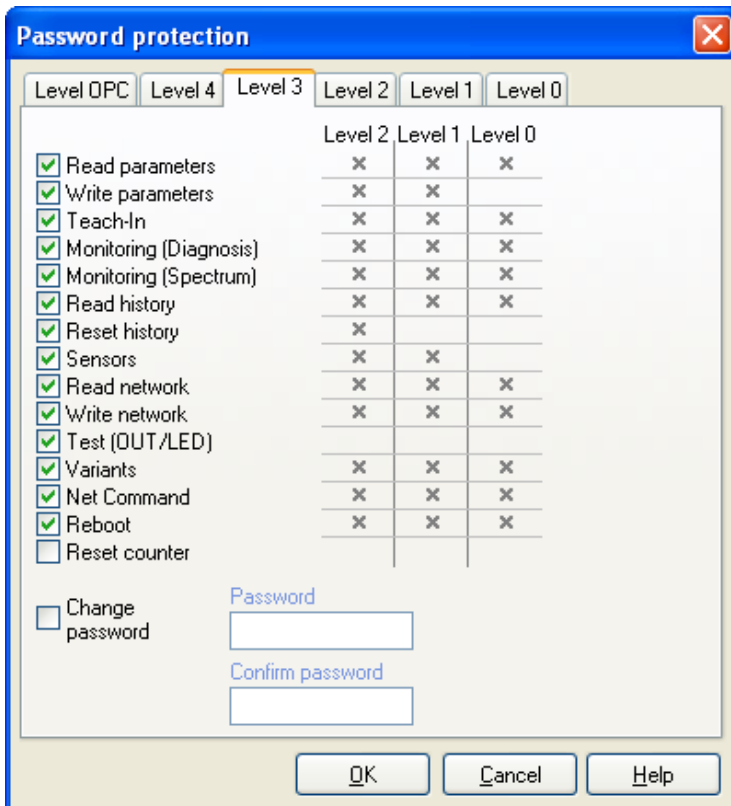 Password protection
Level OPC Level 4 Level 3 Level 2 Level 1 Level 0
Level 2 Level 1 Level 0
Read parameters × × ×
Write parameters × ×
Teach-In × × ×
Monitoring (Diagnosis) × × ×
Monitoring (Spectrum) × × ×
Read history × × ×
Reset history ×
Sensors × ×
Read network × × ×
Write network × × ×
Test (OUT/LED)
Variants × × ×
Net Command × × ×
Reboot × × ×
Reset counter
Password
Change
password
Confirm password
OK Cancel Help